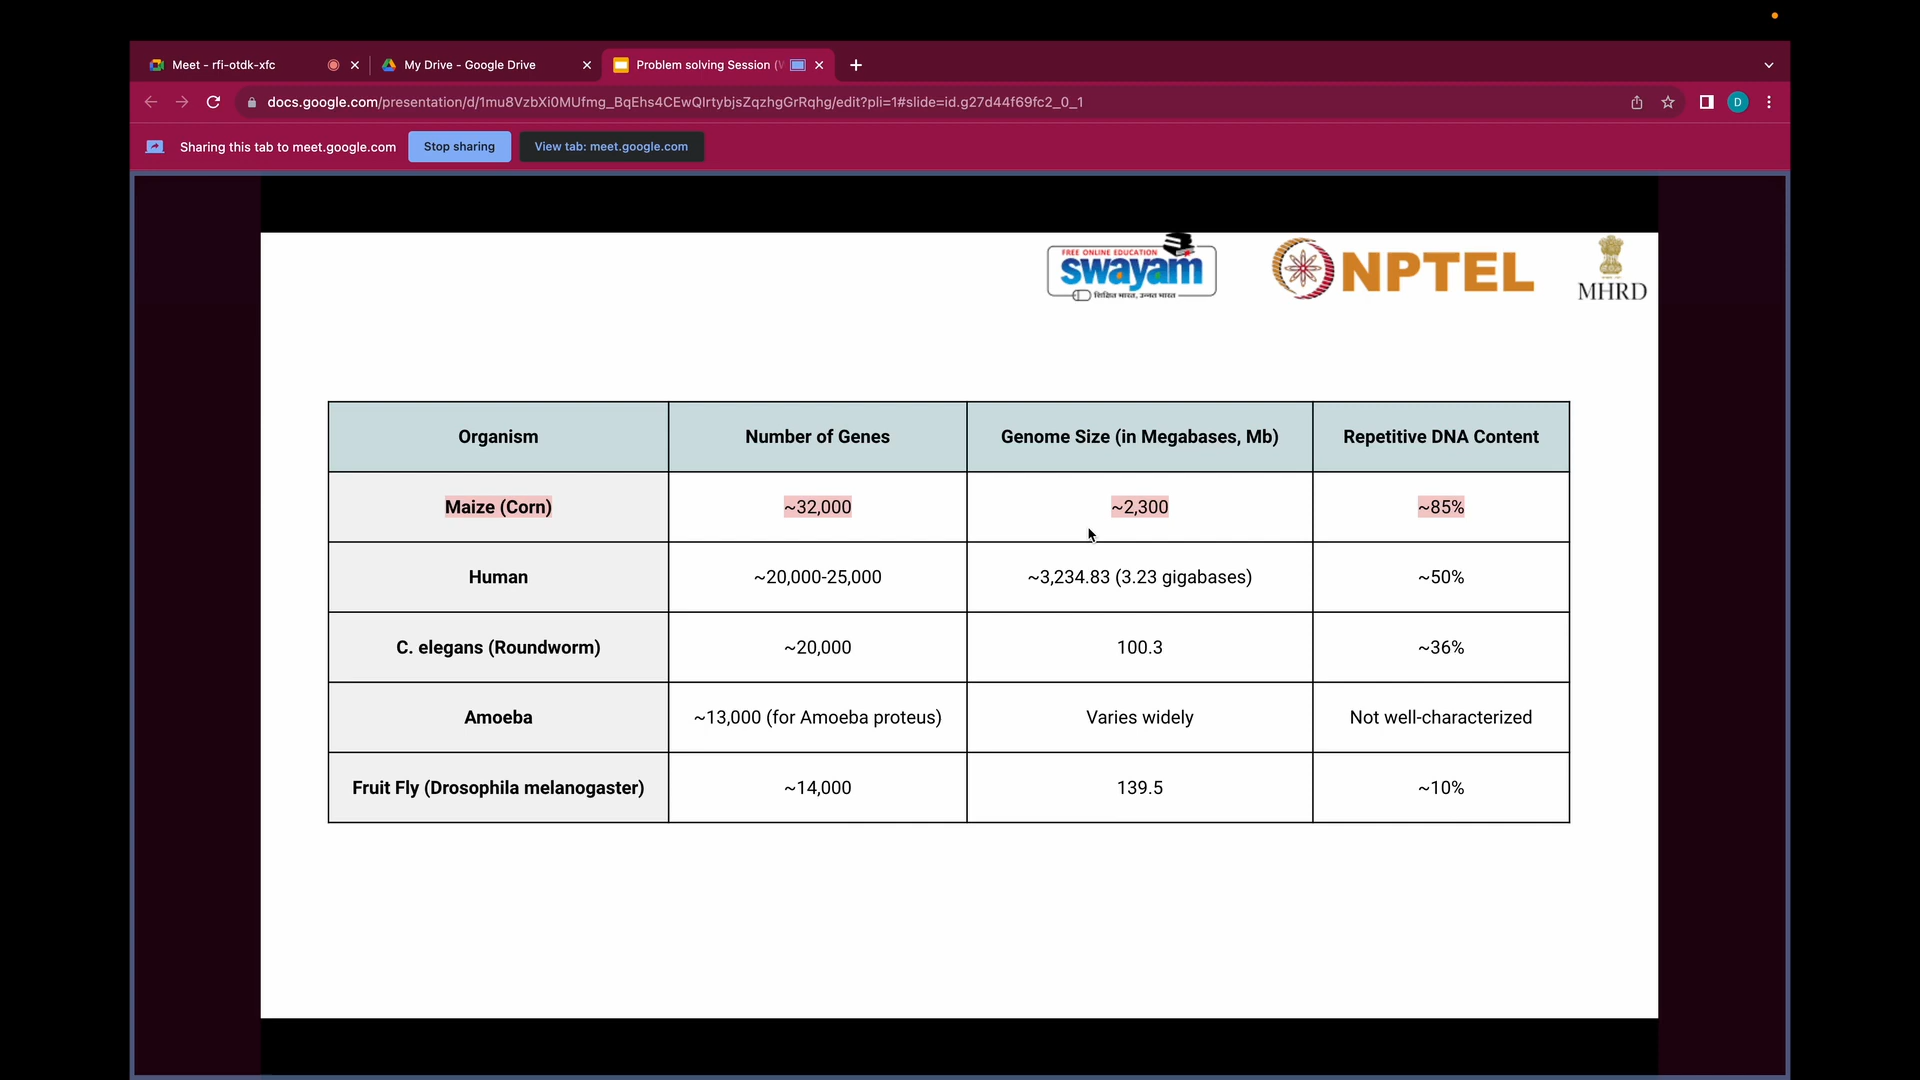 Meet - rfi-otdk-xfc
My Drive - Google Drive
Problem solving Session (
docs.google.com/presentation/d/1mu8VzbXi0MUfmg_BqEhs4CEwQIrtybjsZqzhgGrRqhg/edit?pli=1#slide=id.g27d44f69fc2_0_1
D
Sharing this tab to meet.google.com
Stop sharing
View tab: meet.google.com
FREE ONLINE EDUCATION
swayam
शिक्षित भारत, उन्नत भारत
NPTEL
MHRD
Organism Number of Genes Genome Size (in Megabases, Mb) Repetitive DNA Content
Maize (Corn) ~32,000 ~2,300 ~85%
Human ~20,000-25,000 ~3,234.83 (3.23 gigabases) ~50%
C. elegans (Roundworm) ~20,000 100.3 ~36%
Amoeba ~13,000 (for Amoeba proteus) Varies widely Not well-characterized
Fruit Fly (Drosophila melanogaster) ~14,000 139.5 ~10%